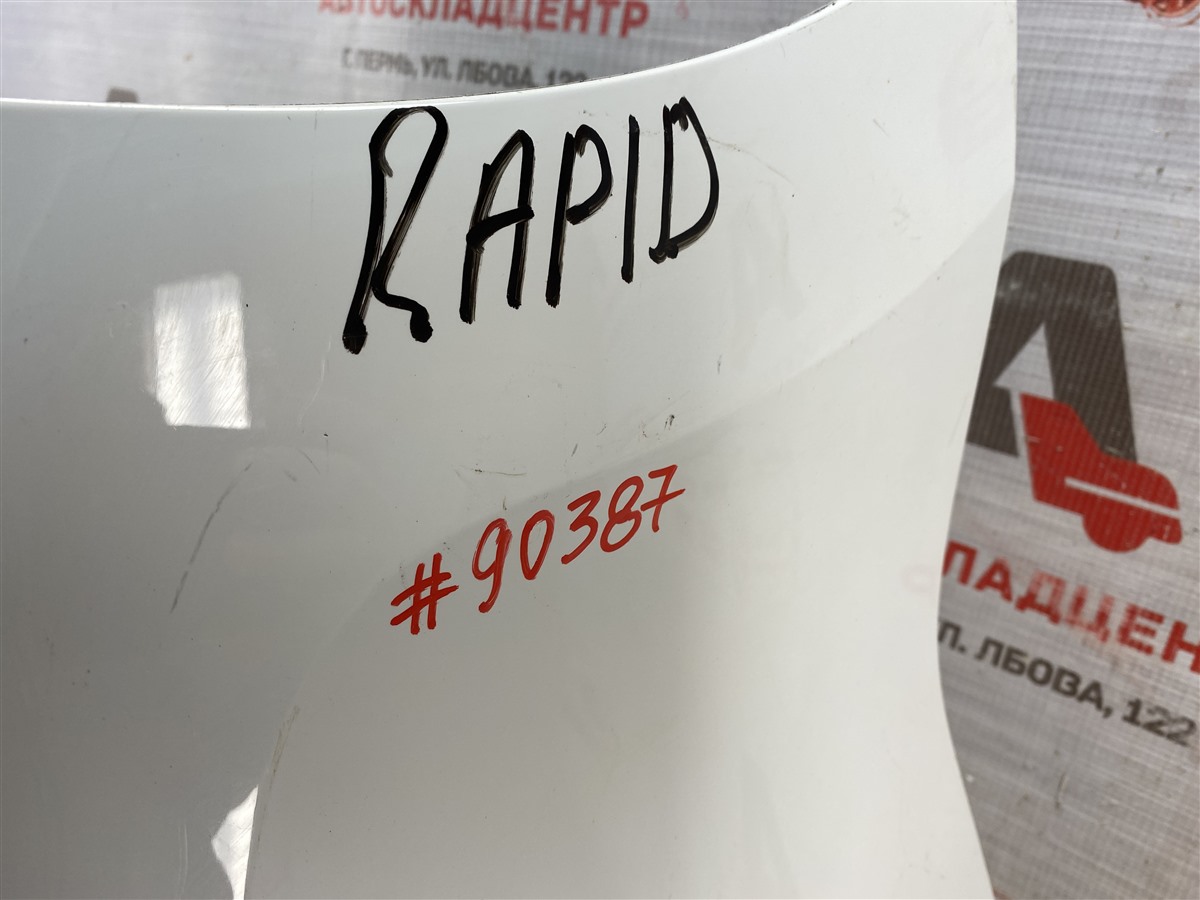 АВТОСКЛАДЦЕНТР
Г. ПЕРМЬ, УЛ. ЛБОВА, 122
RAPID
#90387
ЛАДЦЕН
Л. ЛБОВА, 122